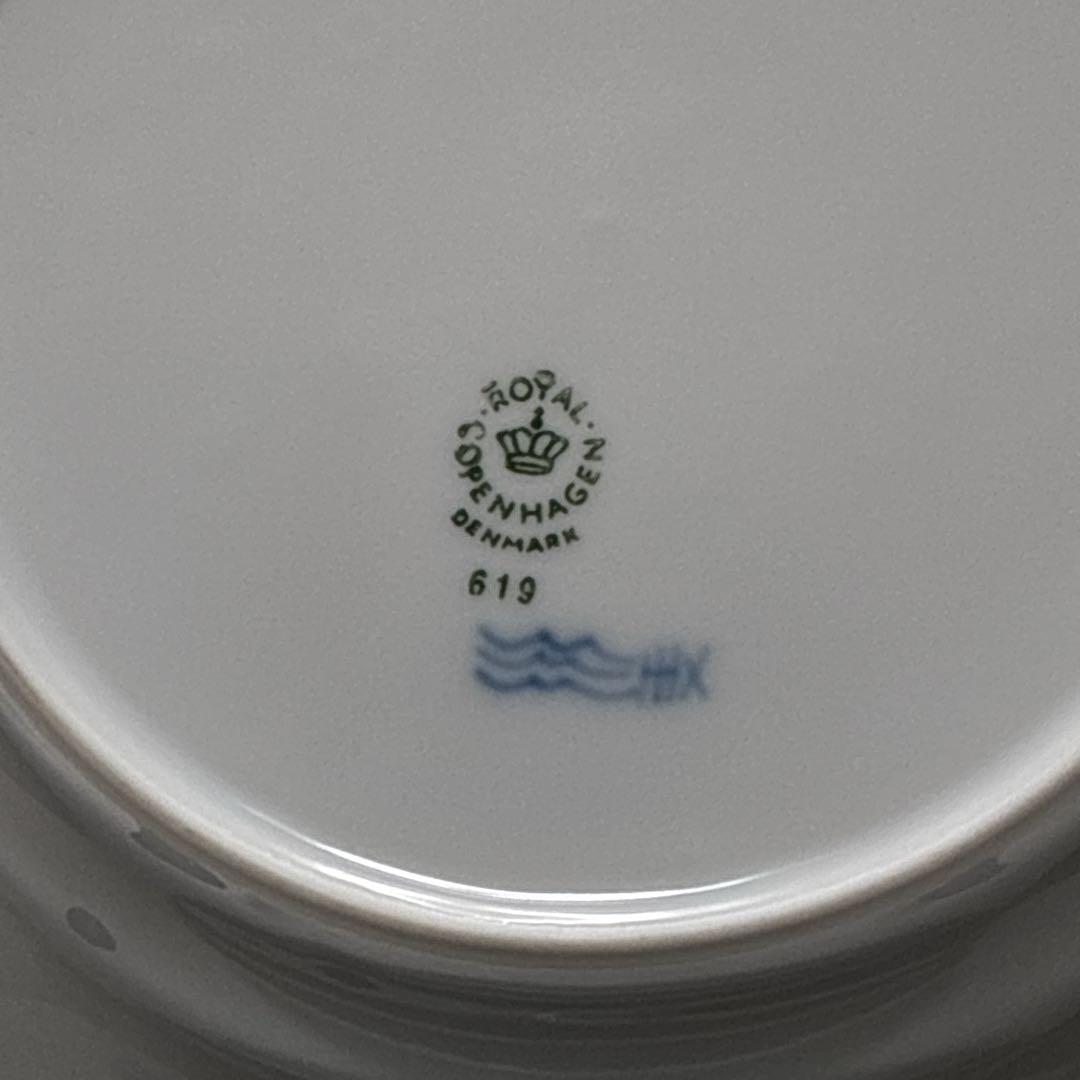 ROYAL
COPENHAGEN
DENMARK
619